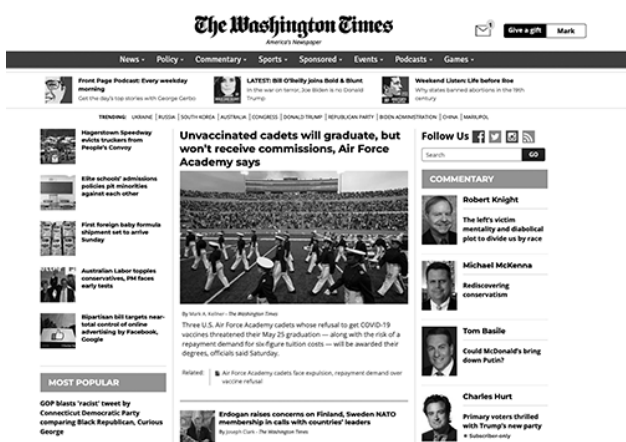 The Washington Times
America's Newspaper
1
Give a gift
Mark
News
Policy
Commentary
Sports
Sponsored
Events
Podcasts
Games
Front Page Podcast: Every weekday
morning
Get the day's top stories with George Gerbo
LATEST: Bill O'Reilly joins Bold & Blunt
In the war on terror, Joe Biden is no Donald
Trump.
Weekend Listen: Life before Roe
Why states banned abortions in the 19th
century
TRENDING: UKRAINE | RUSSIA | SOUTH KOREA | AUSTRALIA | CONGRESS | DONALD TRUMP | REPUBLICAN PARTY | BIDEN ADMINISTRATION | CHINA | MARIUPOL
Hagerstown Speedway
evicts truckers from
People's Convoy
Elite schools' admissions
policies pit minorities
against each other
First foreign baby formula
shipment set to arrive
Sunday
Australian Labor topples
conservatives, PM faces
early tests
Bipartisan bill targets near-
total control of online
advertising by Facebook,
Google
MOST POPULAR
GOP blasts 'racist' tweet by
Connecticut Democratic Party
comparing Black Republican, Curious
George
Unvaccinated cadets will graduate, but
won't receive commissions, Air Force
Academy says
By Mark A. Kellner - The Washington Times
Three U.S. Air Force Academy cadets whose refusal to get COVID-19
vaccines threatened their May 25 graduation — along with the risk of a
repayment demand for six-figure tuition costs — will be awarded their
degrees, officials said Saturday.
Related:
Air Force Academy cadets face expulsion, repayment demand over
vaccine refusal
Erdogan raises concerns on Finland, Sweden NATO
membership in calls with countries' leaders
By Joseph Clark - The Washington Times
Follow Us
Search
GO
COMMENTARY
Robert Knight
The left's victim
mentality and diabolical
plot to divide us by race
Michael McKenna
Rediscovering
conservatism
Tom Basile
Could McDonald's bring
down Putin?
Charles Hurt
Primary voters thrilled
with Trump's new party
★ Subscriber-only